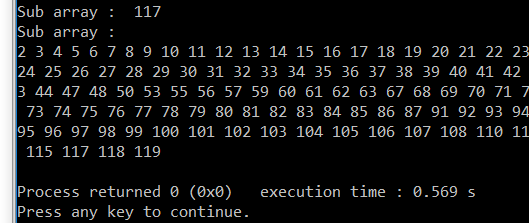 Sub array :  117
Sub array :
2 3 4 5 6 7 8 9 10 11 12 13 14 15 16 17 18 19 20 21 22 23
24 25 26 27 28 29 30 31 32 33 34 35 36 37 38 39 40 41 42
3 44 47 48 50 53 55 56 57 59 60 61 62 63 67 68 69 70 71 7
73 74 75 76 77 78 79 80 81 82 83 84 85 86 87 91 92 93 94
95 96 97 98 99 100 101 102 103 104 105 106 107 108 110 11
115 117 118 119
Process returned 0 (0x0)   execution time : 0.569 s
Press any key to continue.